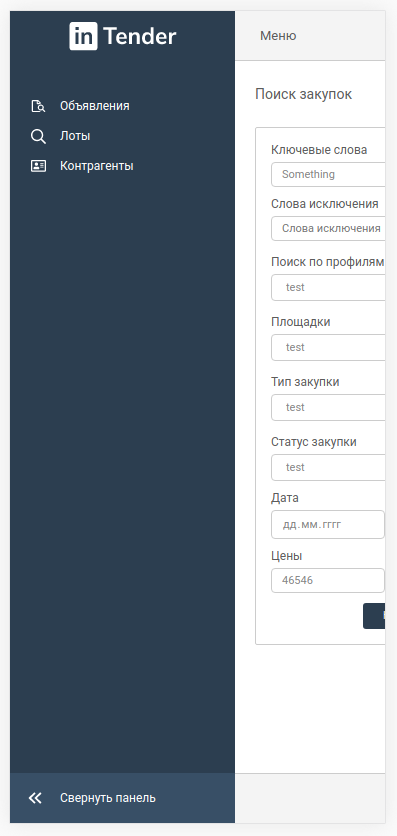 in Tender
Меню
Объявления
Лоты
Контрагенты
Поиск закупок
Ключевые слова
Something
Слова исключения
Слова исключения
Поиск по профилям
test
Площадки
test
Тип закупки
test
Статус закупки
test
Дата
дд.мм.гггг
Цены
46546
Свернуть панель